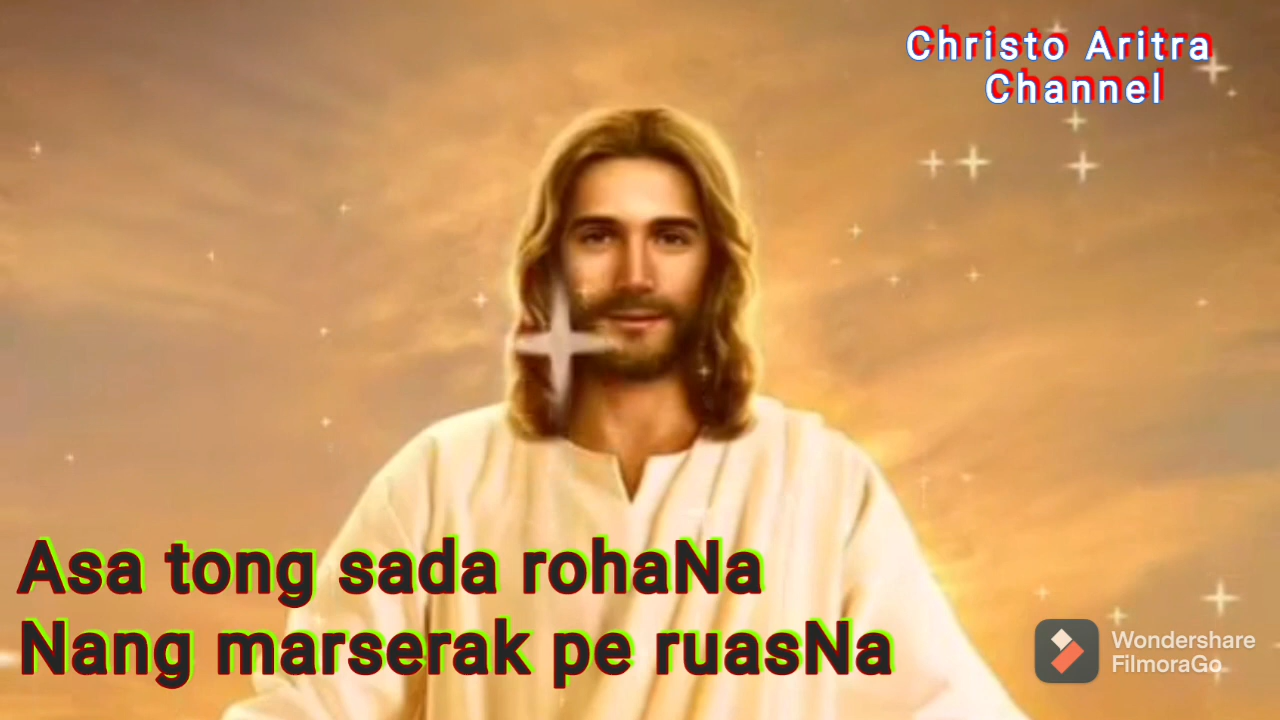 Christo Aritra
Channel
Asa tong sada rohaNa
Nang marserak pe ruasNa
Wondershare
FilmoraGo